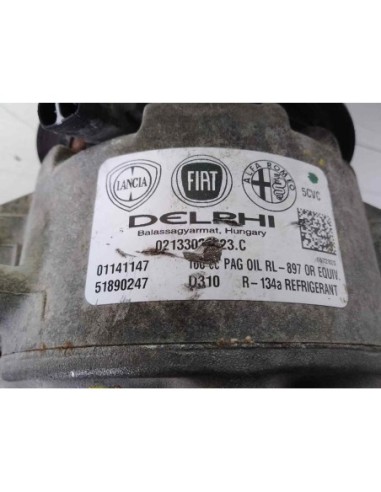 LANCIA FIAT ALFA ROMEO 5CVC
DELPHI
Balassagyarmat, Hungary
01141147 cc PAG OIL RL-897 OR EQUIV.
51890247 D310 R-134a REFRIGERANT